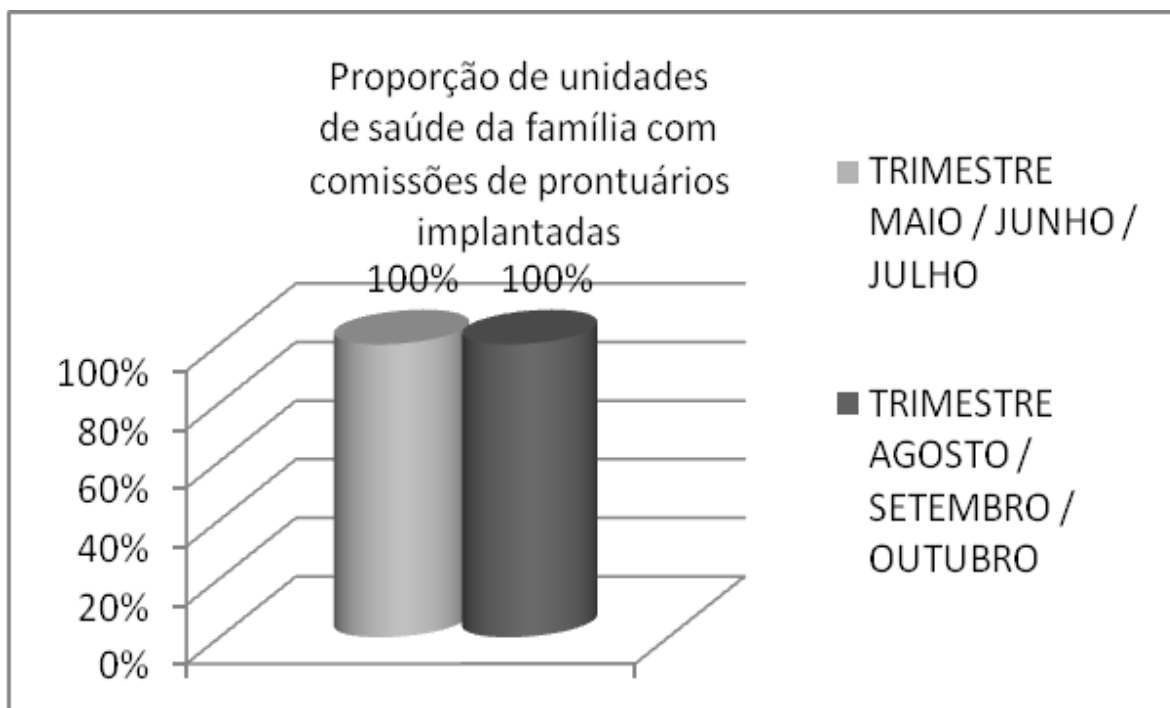 Proporção de unidades
de saúde da família com
comissões de prontuários
implantadas
100% 100%
100%
80%
60%
40%
20%
0%
TRIMESTRE
MAIO / JUNHO /
JULHO
TRIMESTRE
AGOSTO /
SETEMBRO /
OUTUBRO